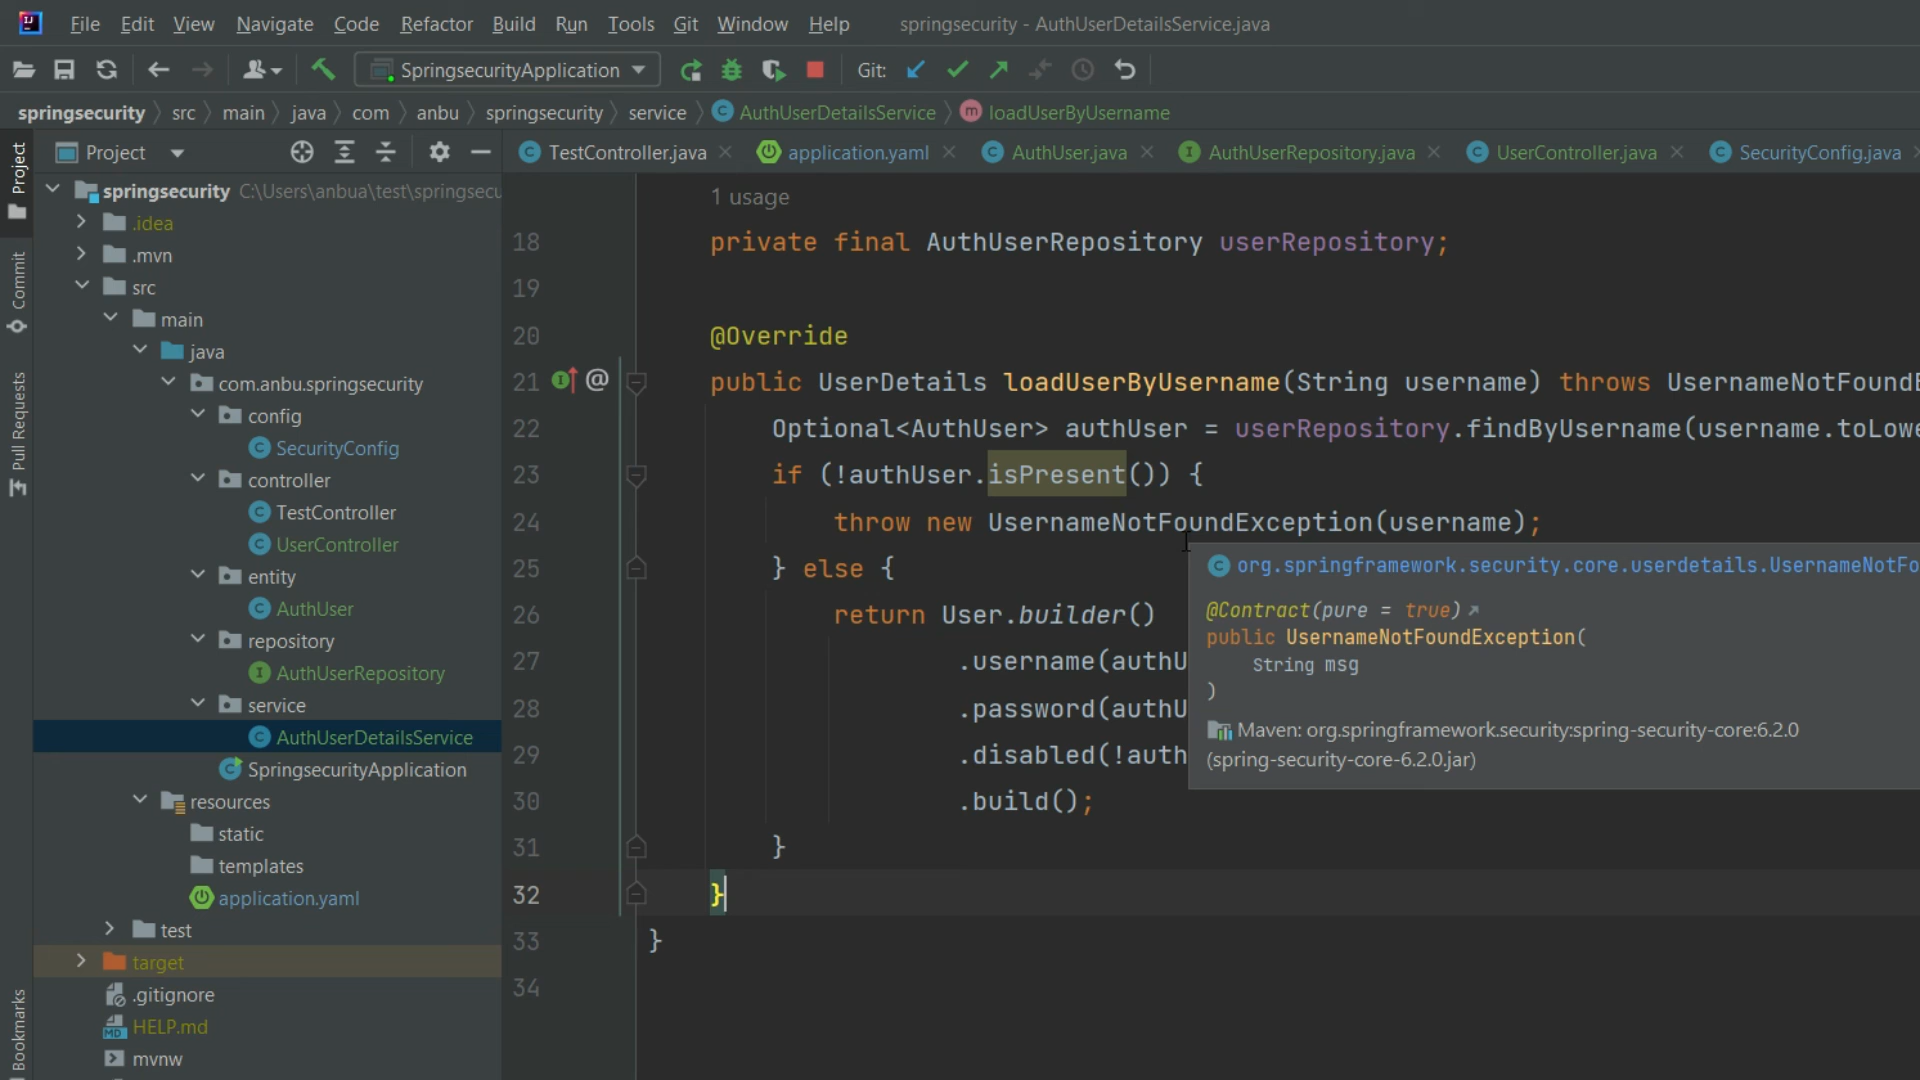 File Edit View Navigate Code Refactor Build Run Tools Git Window Help springsecurity - AuthUserDetailsService.java
SpringsecurityApplication Git:
springsecurity src main java com anbu springsecurity service AuthUserDetailsService loadUserByUsername
Project TestController.java application.yaml AuthUser.java AuthUserRepository.java UserController.java SecurityConfig.java
Project
Commit
Pull Requests
Bookmarks
springsecurity C:\Users\anbua\test\springsecu
.idea
.mvn
src
main
java
com.anbu.springsecurity
config
SecurityConfig
controller
TestController
UserController
entity
AuthUser
repository
AuthUserRepository
service
AuthUserDetailsService
SpringsecurityApplication
resources
static
templates
application.yaml
test
target
.gitignore
HELP.md
mvnw
1 usage
18 private final AuthUserRepository userRepository;
19
20 @Override
21 public UserDetails loadUserByUsername(String username) throws UsernameNotFoundE
22 Optional<AuthUser> authUser = userRepository.findByUsername(username.toLowe
23 if (!authUser.isPresent()) {
24 throw new UsernameNotFoundException(username);
25 } else {
26 return User.builder()
27 .username(authU
28 .password(authU
29 .disabled(!auth
30 .build();
31 }
32 }
33 }
34
org.springframework.security.core.userdetails.UsernameNotFo
@Contract(pure = true)
public UsernameNotFoundException(
String msg
)
Maven: org.springframework.security:spring-security-core:6.2.0
(spring-security-core-6.2.0.jar)